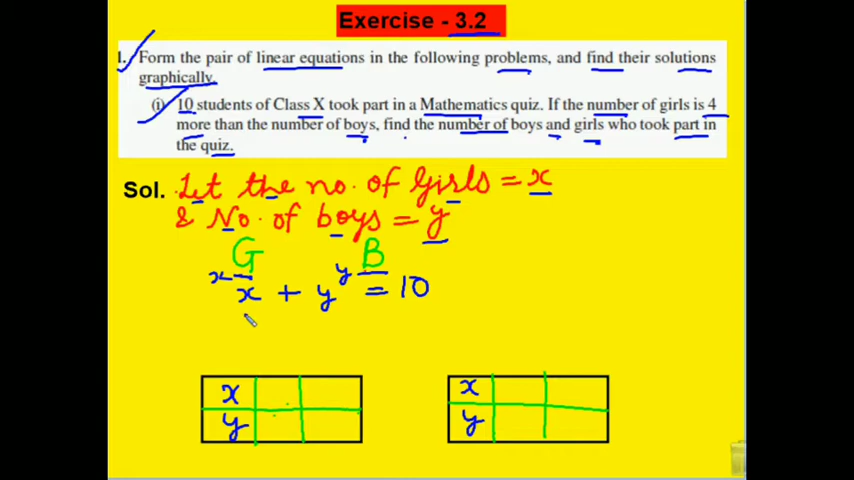 Exercise - 3.2
1. Form the pair of linear equations in the following problems, and find their solutions
graphically.
(i) 10 students of Class X took part in a Mathematics quiz. If the number of girls is 4
more than the number of boys, find the number of boys and girls who took part in
the quiz.
Sol. Let the no. of Girls = x
& No. of boys = y
G B
x y
x + y = 10
x x
y y